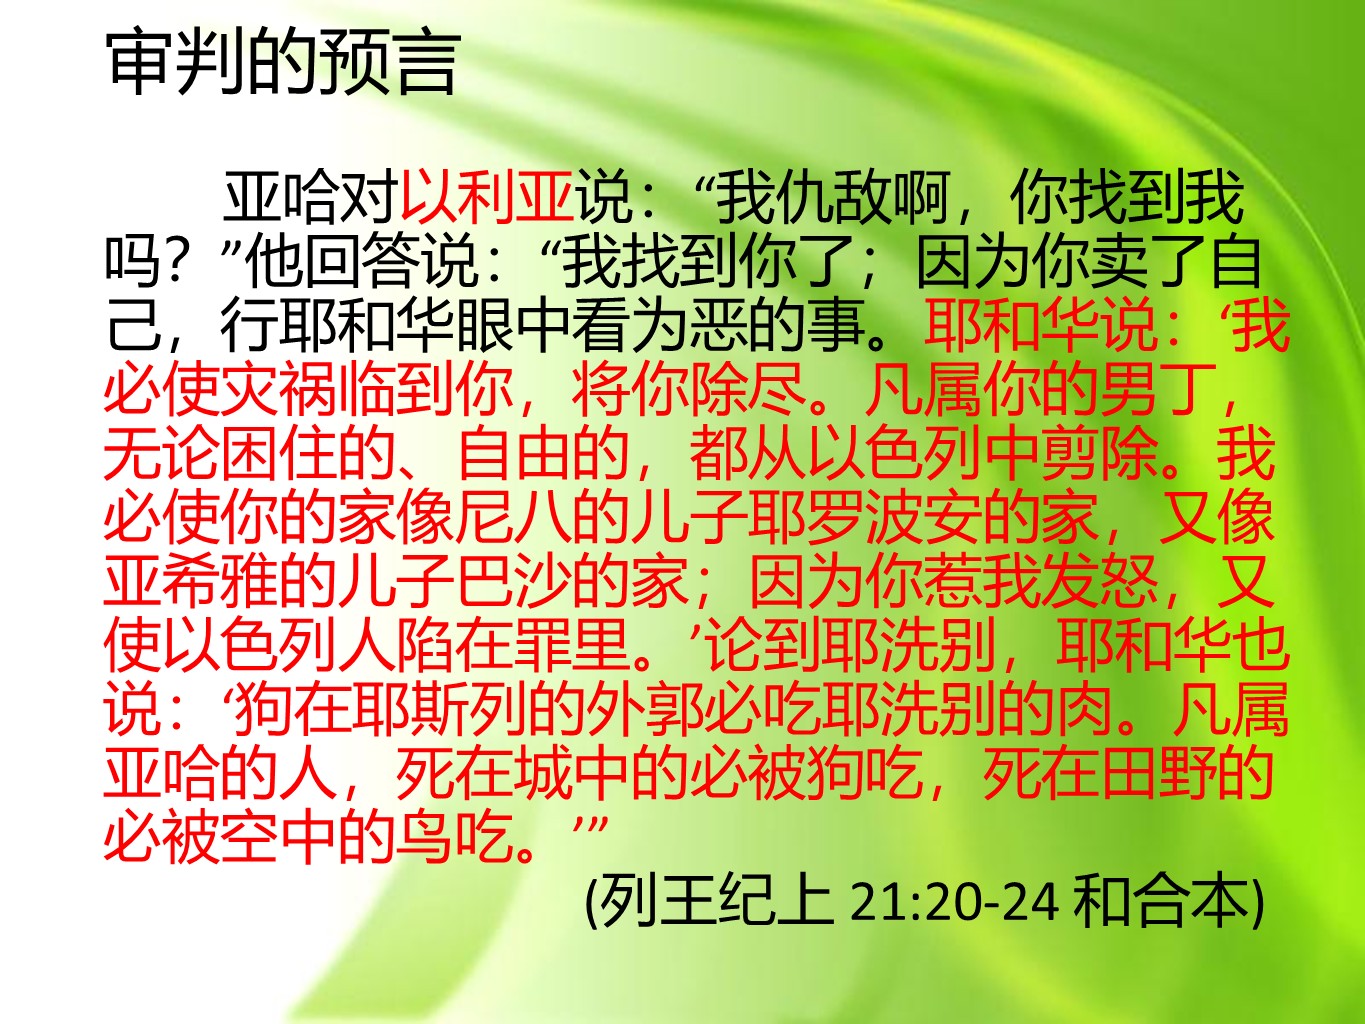 审判的预言
亚哈对以利亚说：“我仇敌啊，你找到我
吗？”他回答说：“我找到你了；因为你卖了自
己，行耶和华眼中看为恶的事。耶和华说：‘我
必使灾祸临到你，将你除尽。凡属你的男丁，
无论困住的、自由的，都从以色列中剪除。我
必使你的家像尼八的儿子耶罗波安的家，又像
亚希雅的儿子巴沙的家；因为你惹我发怒，又
使以色列人陷在罪里。’论到耶洗别，耶和华也
说：‘狗在耶斯列的外郭必吃耶洗别的肉。凡属
亚哈的人，死在城中的必被狗吃，死在田野的
必被空中的鸟吃。’”
(列王纪上 21:20-24 和合本)